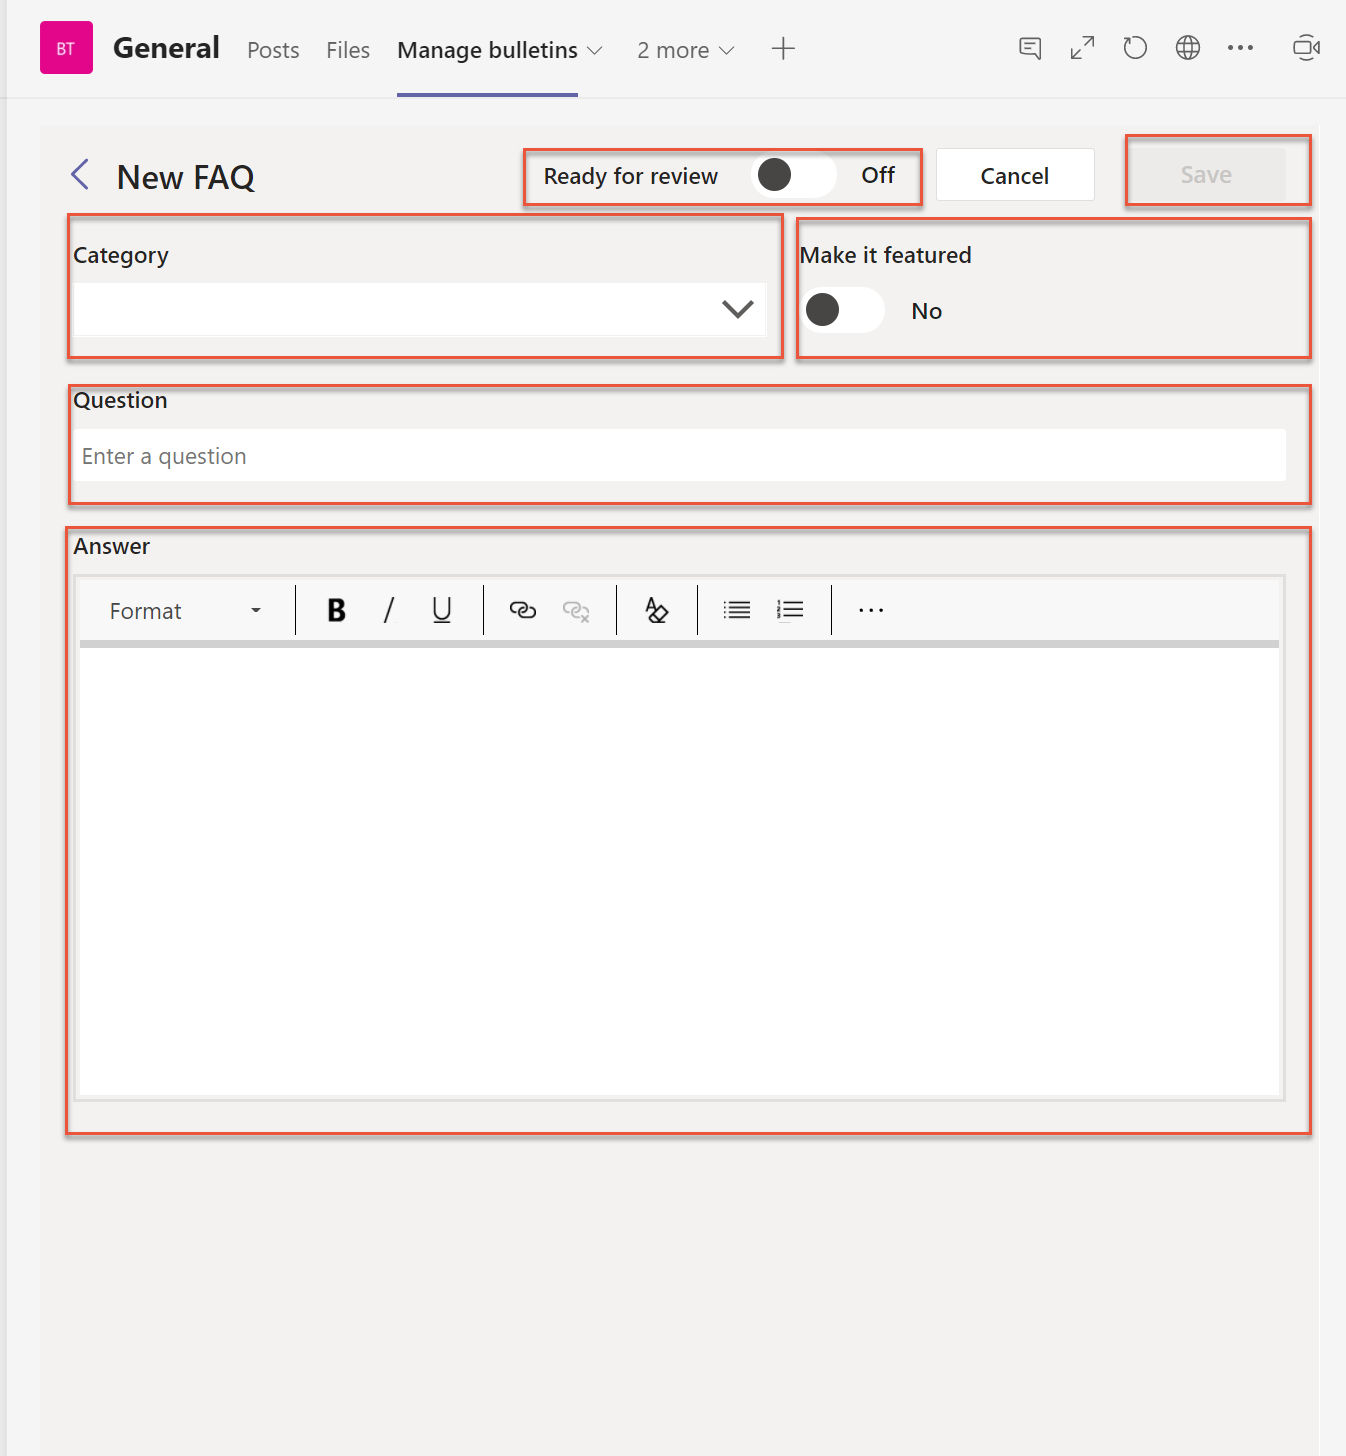 BT General Posts Files Manage bulletins 2 more
New FAQ Ready for review Off Cancel Save
Category Make it featured
No
Question
Enter a question
Answer
Format B / U